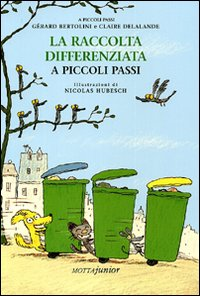 A PICCOLI PASSI
GÉRARD BERTOLINI e CLAIRE DELALANDE
LA RACCOLTA
DIFFERENZIATA
A PICCOLI PASSI
illustrazioni di
NICOLAS HUBESCH
MOTTAjunior